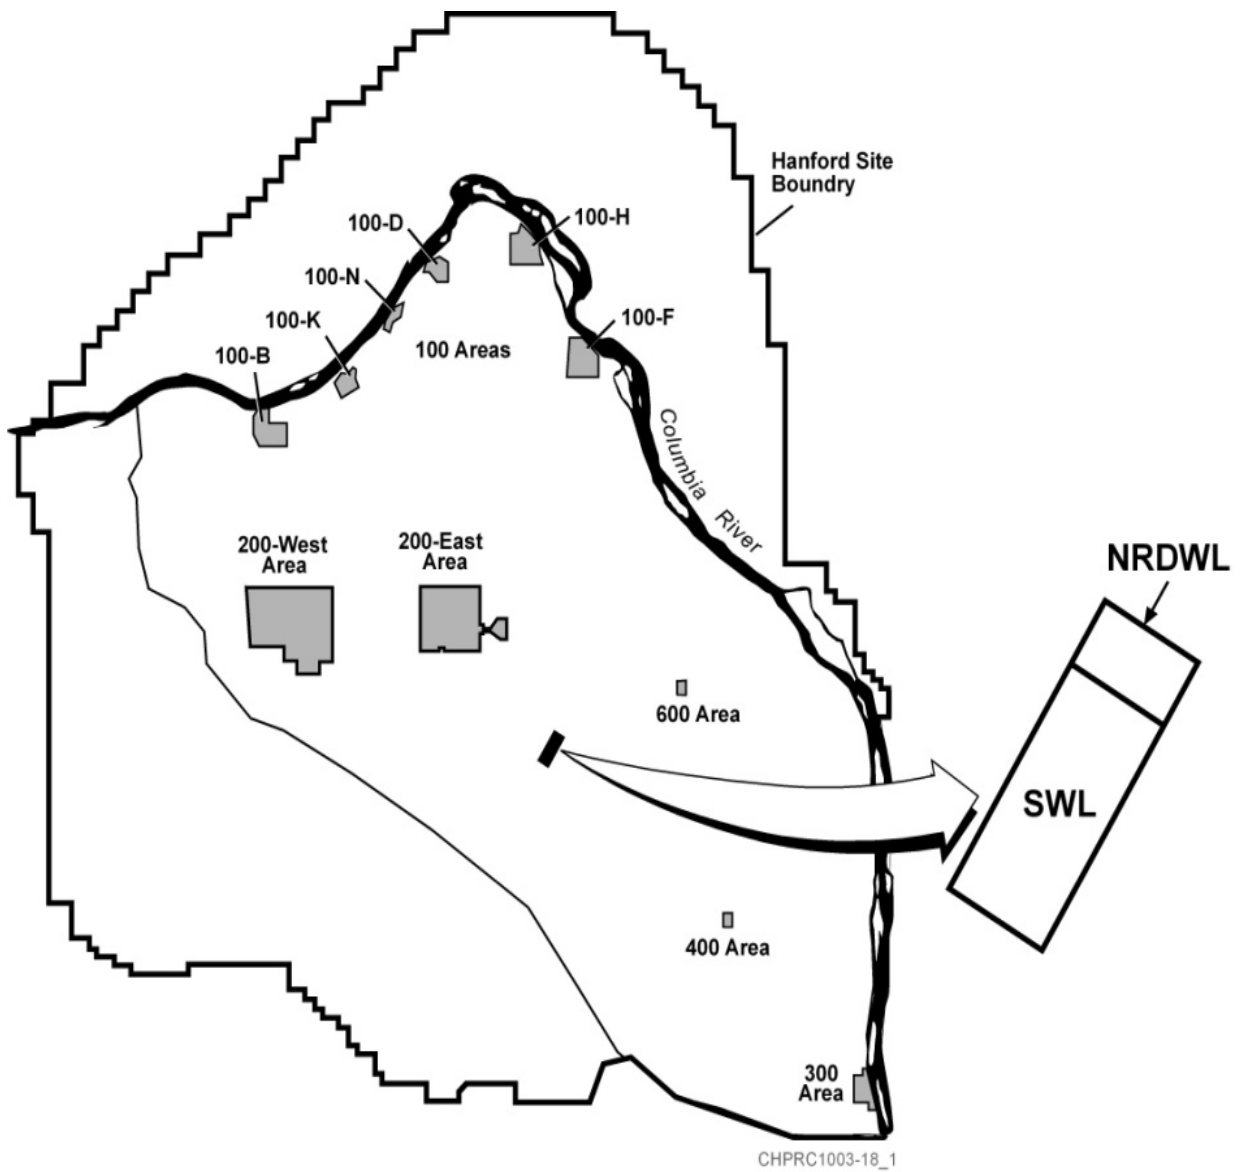 Hanford Site
Boundry
100-D
100-H
100-N
100-K
100-F
100-B
100 Areas
Columbia River
200-West
Area
200-East
Area
NRDWL
600 Area
SWL
400 Area
300
Area
CHPRC1003-18_1